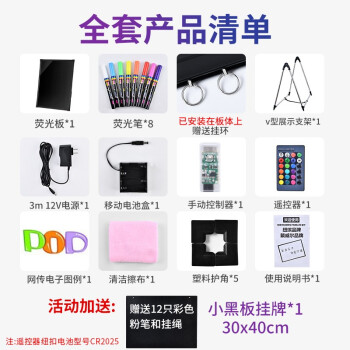 全套产品清单
荧光板*1
荧光笔*8
已安装在板体上
赠送挂环
v型展示支架*1
3m 12V电源*1
移动电池盒*1
手动控制器*1
遥控器*1
网传电子图例*1
清洁擦布*1
塑料护角*5
使用说明书*1
活动加送:
赠送12只彩色
粉笔和挂绳
小黑板挂牌*1
30x40cm
注:遥控器纽扣电池型号CR2025